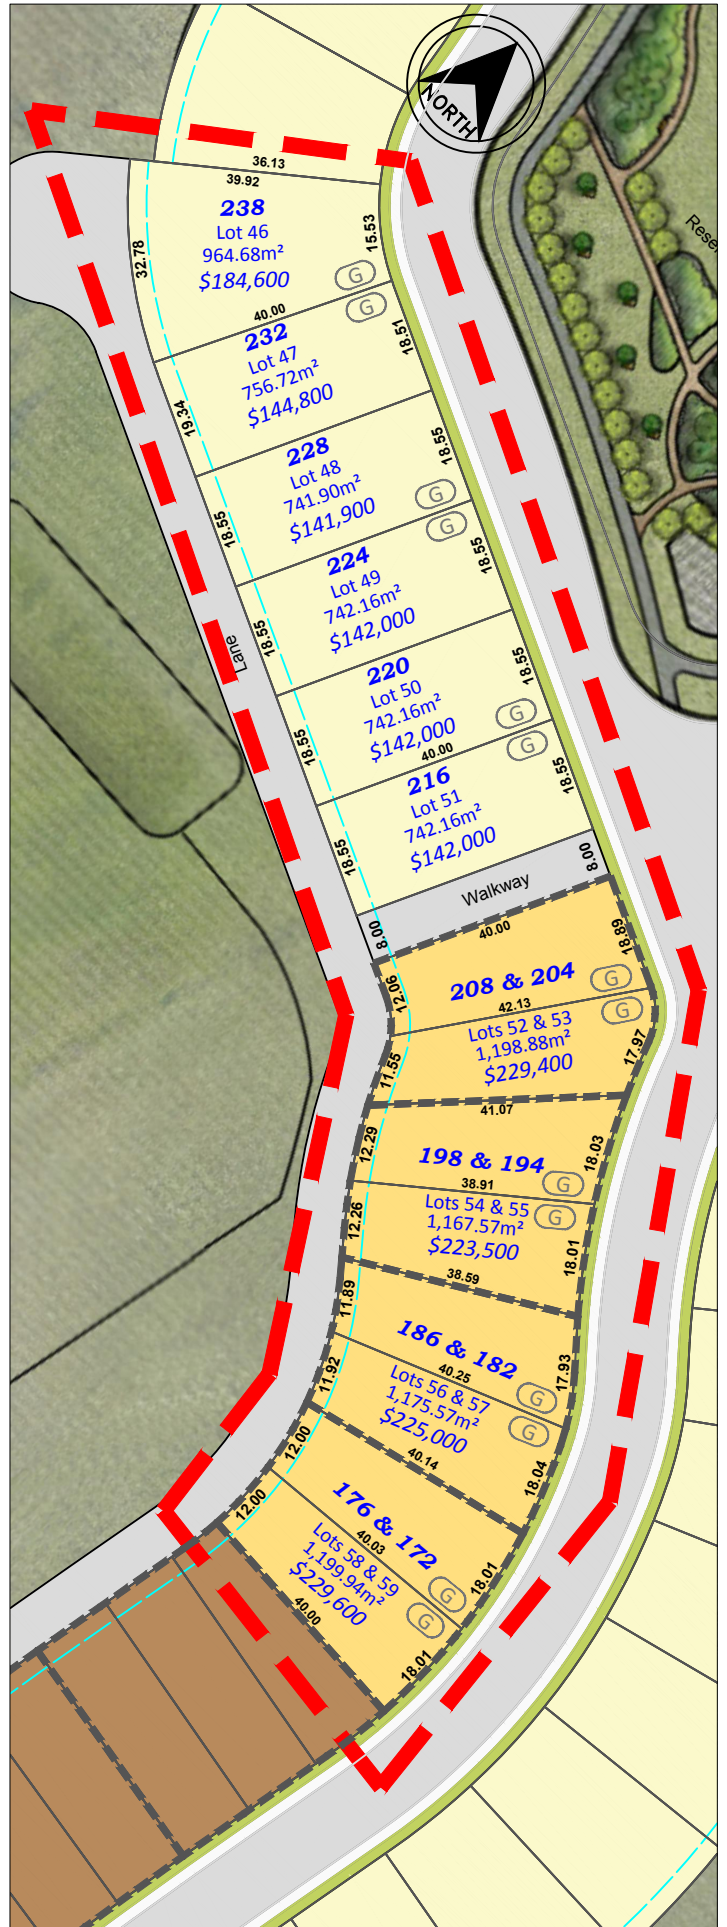 NORTH
Rese
36.13
39.92
238
Lot 46
964.68m²
$184,600
15.53
32.78
G
40.00
G
232
Lot 47
756.72m²
$144,800
18.51
19.34
228
Lot 48
741.90m²
$141,900
18.55
18.55
G
G
224
Lot 49
742.16m²
$142,000
18.55
18.55
Lane
220
Lot 50
742.16m²
$142,000
18.55
18.55
G
40.00
G
216
Lot 51
742.16m²
$142,000
18.55
18.55
Walkway
8.00
8.00
40.00
18.89
12.06
208 & 204
G
42.13
G
Lots 52 & 53
1,198.88m²
$229,400
17.97
11.55
41.07
12.29
18.03
198 & 194
G
38.91
G
Lots 54 & 55
1,167.57m²
$223,500
12.26
18.01
38.59
11.89
186 & 182
17.93
G
40.25
G
Lots 56 & 57
1,175.57m²
$225,000
11.92
18.04
40.14
12.00
176 & 172
G
40.03
G
Lots 58 & 59
1,199.94m²
$229,600
12.00
18.01
40.00
18.01